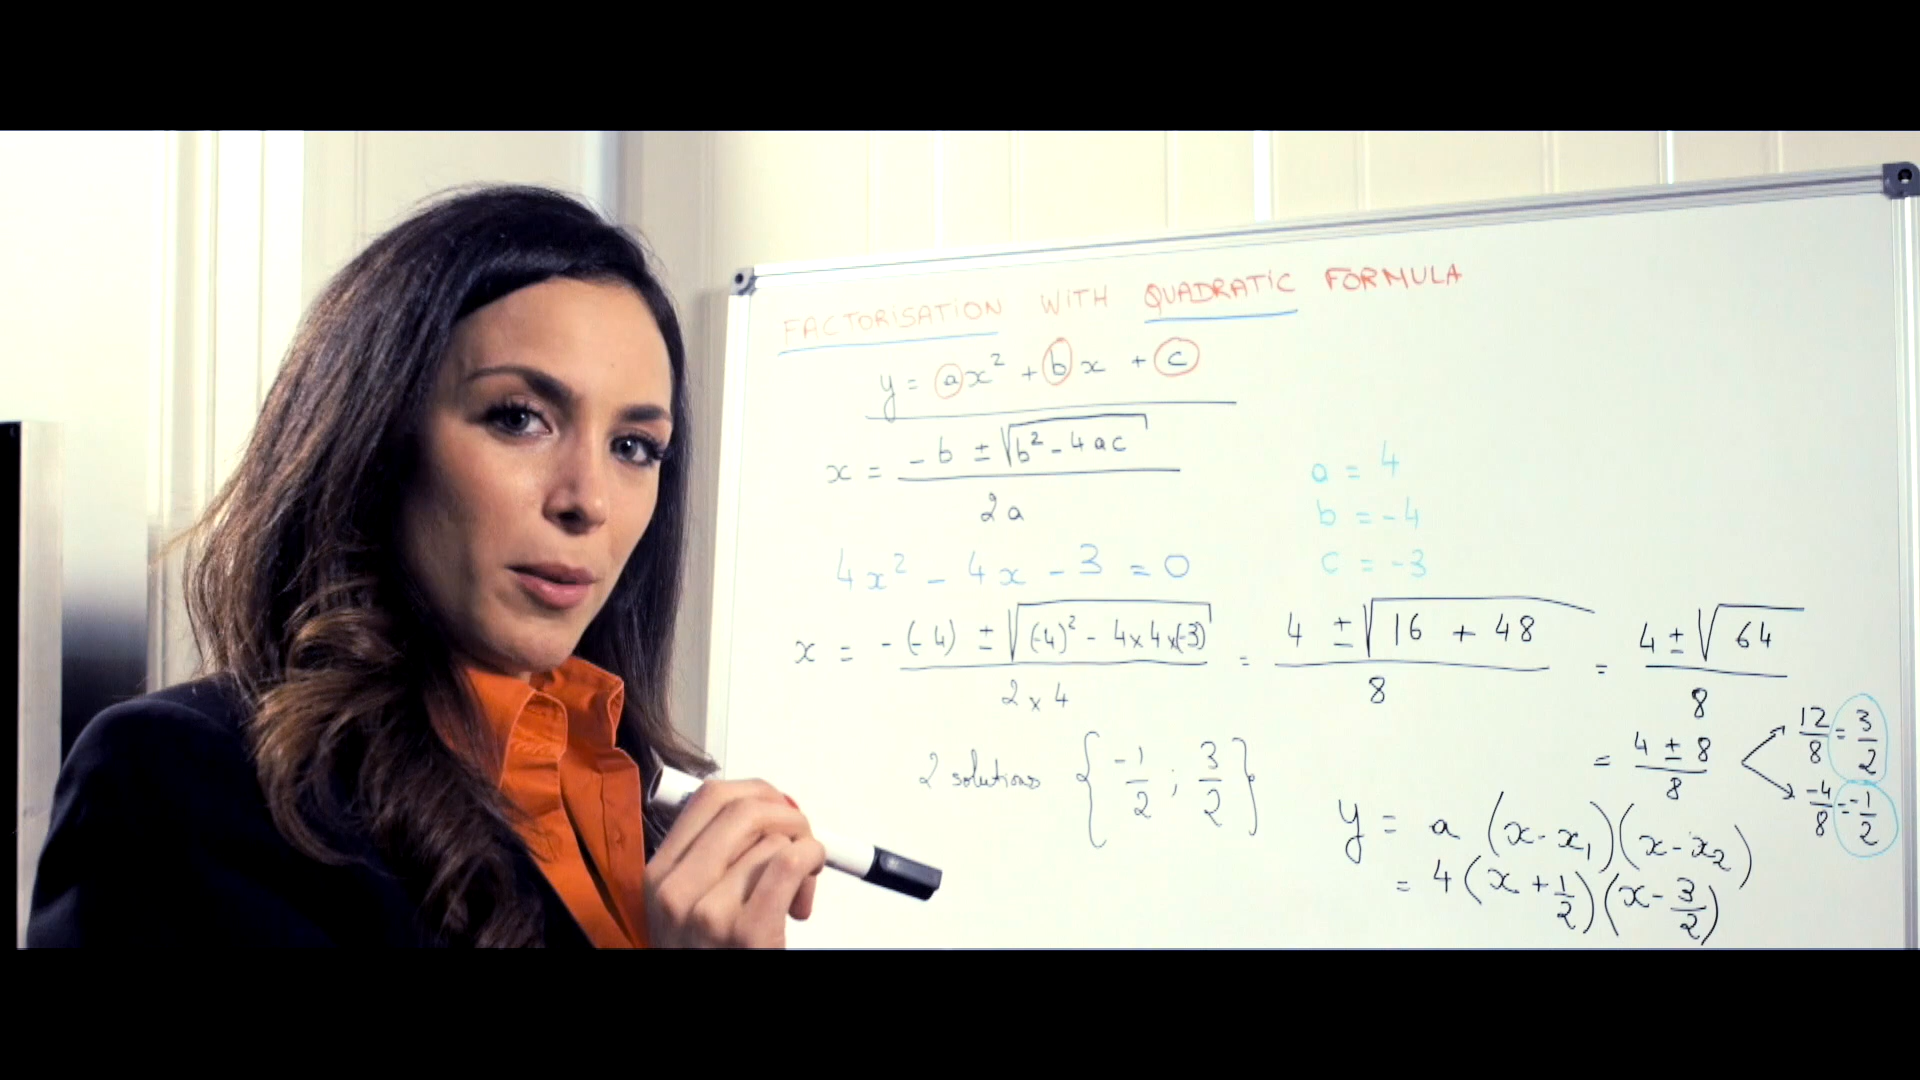 FACTORISATION WITH QUADRATIC FORMULA
y = ax² + bx + c
x = (-b ± √(b² - 4ac)) / 2a
a = 4
b = -4
c = -3
4x² - 4x - 3 = 0
x = (-(-4) ± √((-4)² - 4×4×(-3))) / (2 × 4) = (4 ± √(16 + 48)) / 8 = (4 ± √64) / 8
= (4 ± 8) / 8
12/8 = 3/2
-4/8 = -1/2
2 solutions {-1/2 ; 3/2}
y = a (x - x₁)(x - x₂)
= 4(x + 1/2)(x - 3/2)